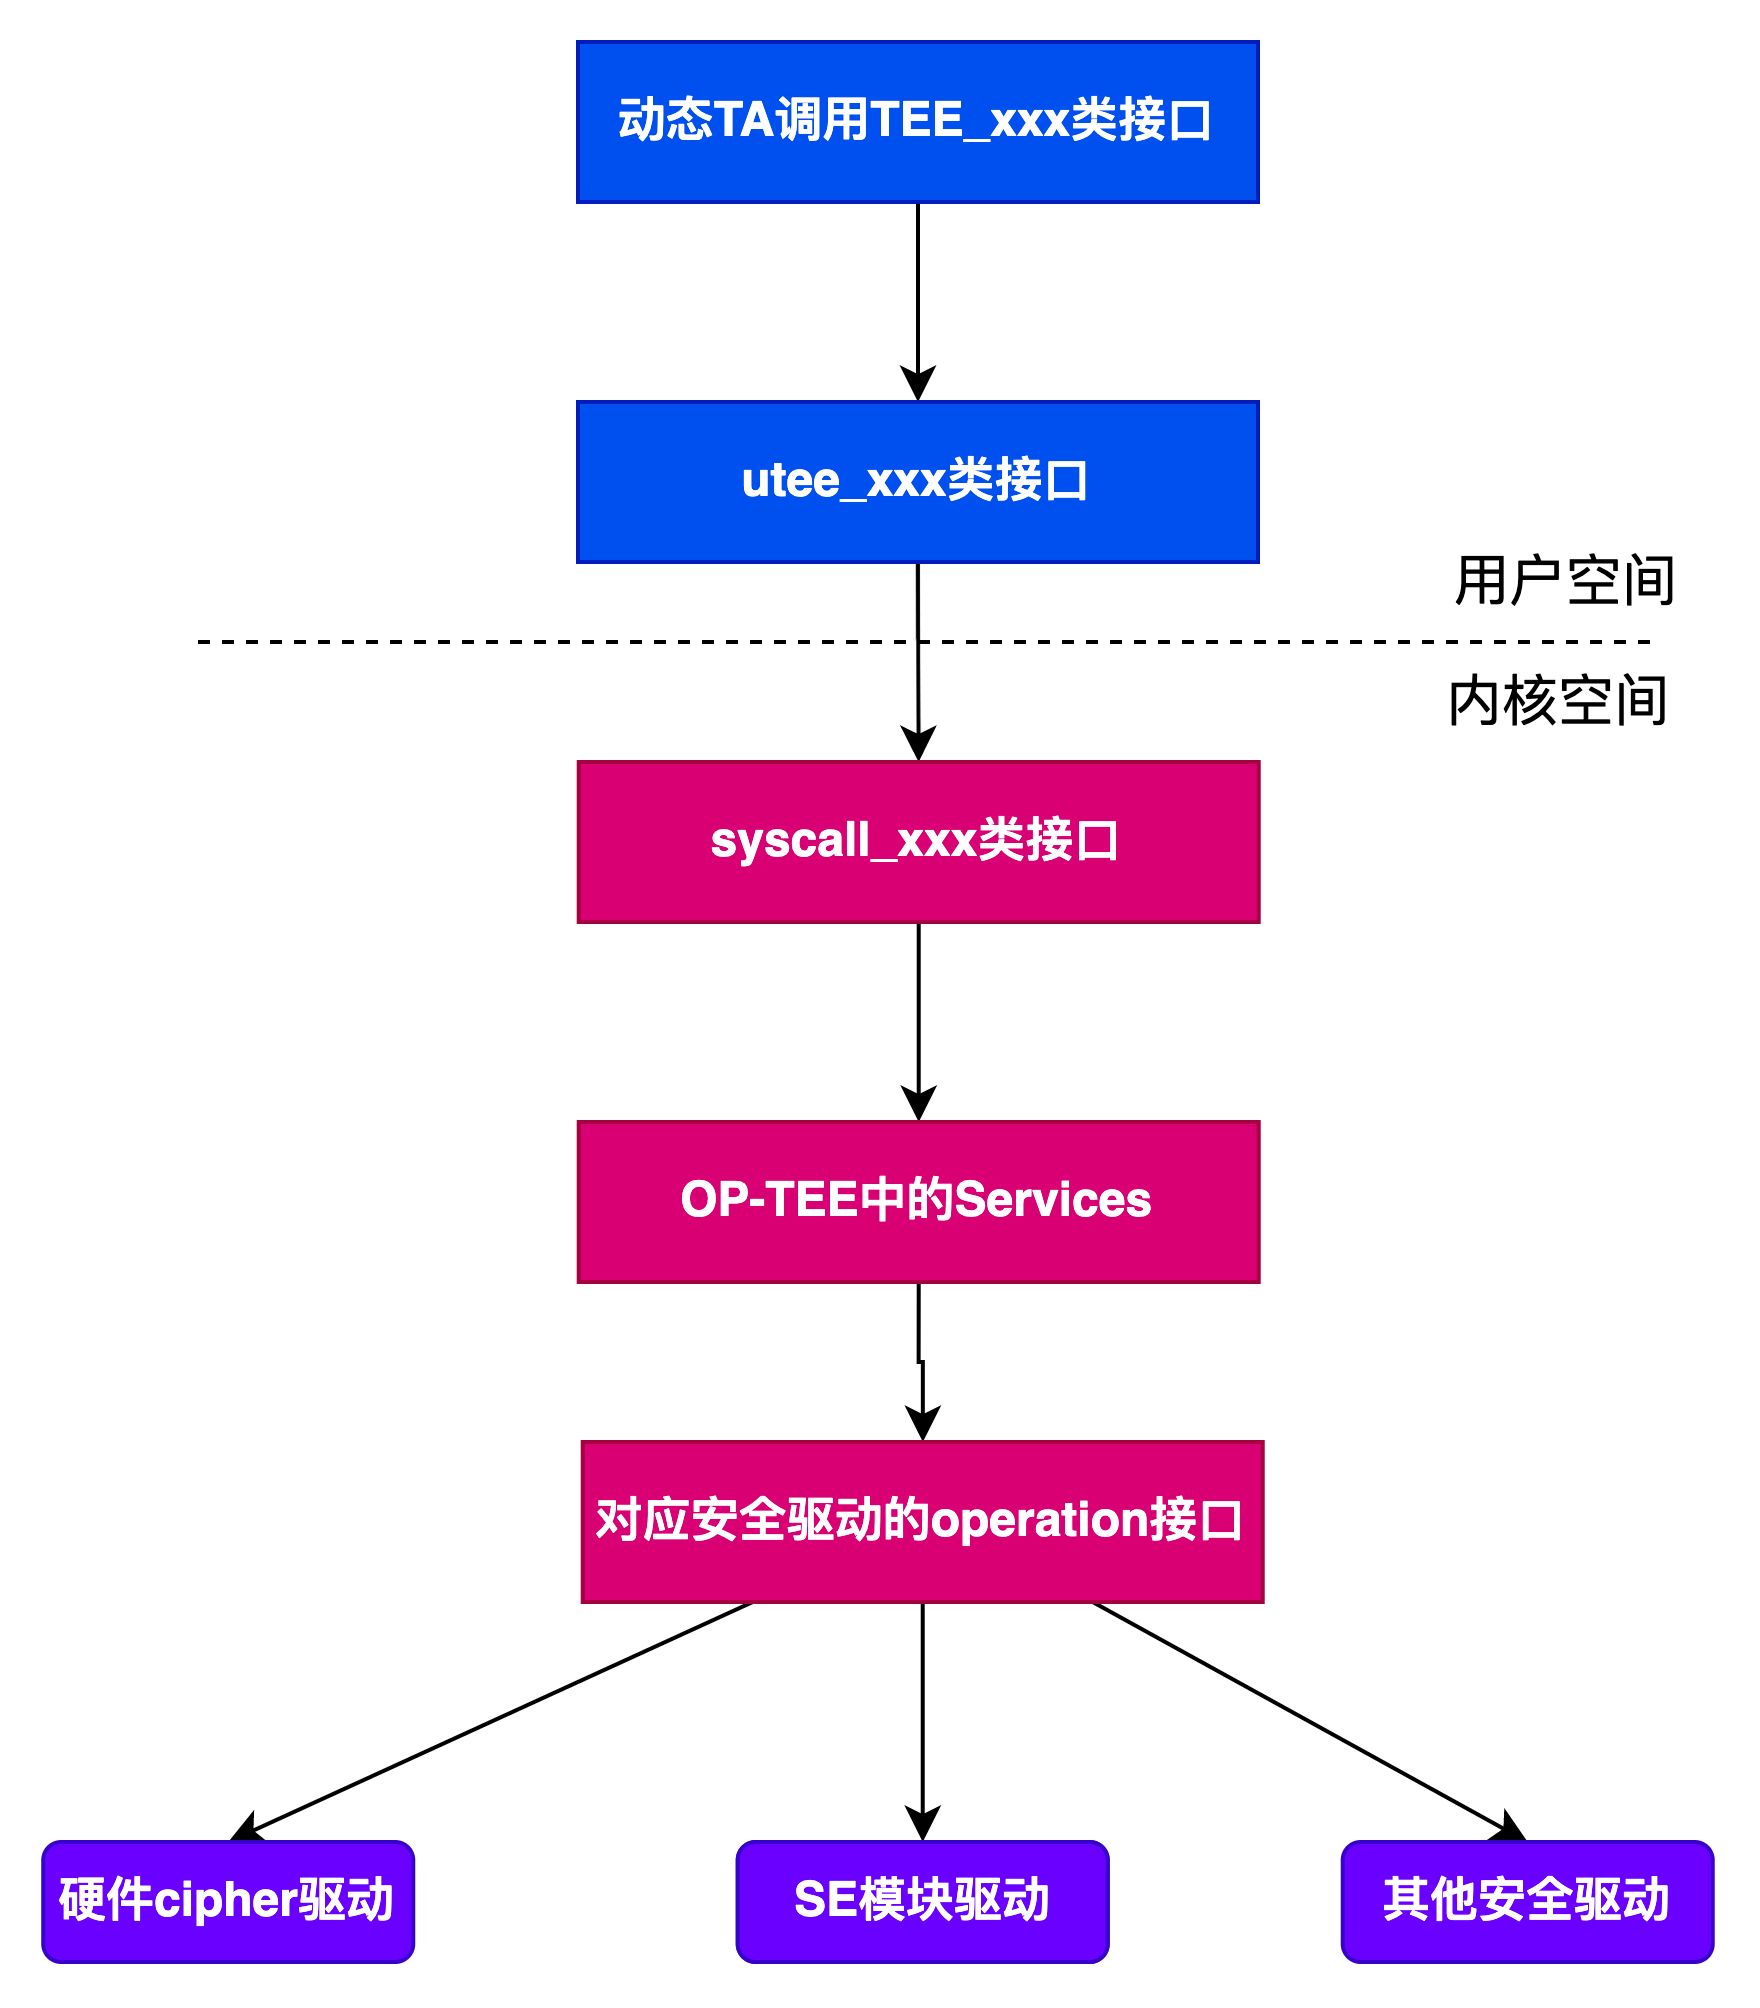 动态TA调用TEE_xxx类接口
utee_xxx类接口
用户空间
内核空间
syscall_xxx类接口
OP-TEE中的Services
对应安全驱动的operation接口
硬件cipher驱动
SE模块驱动
其他安全驱动